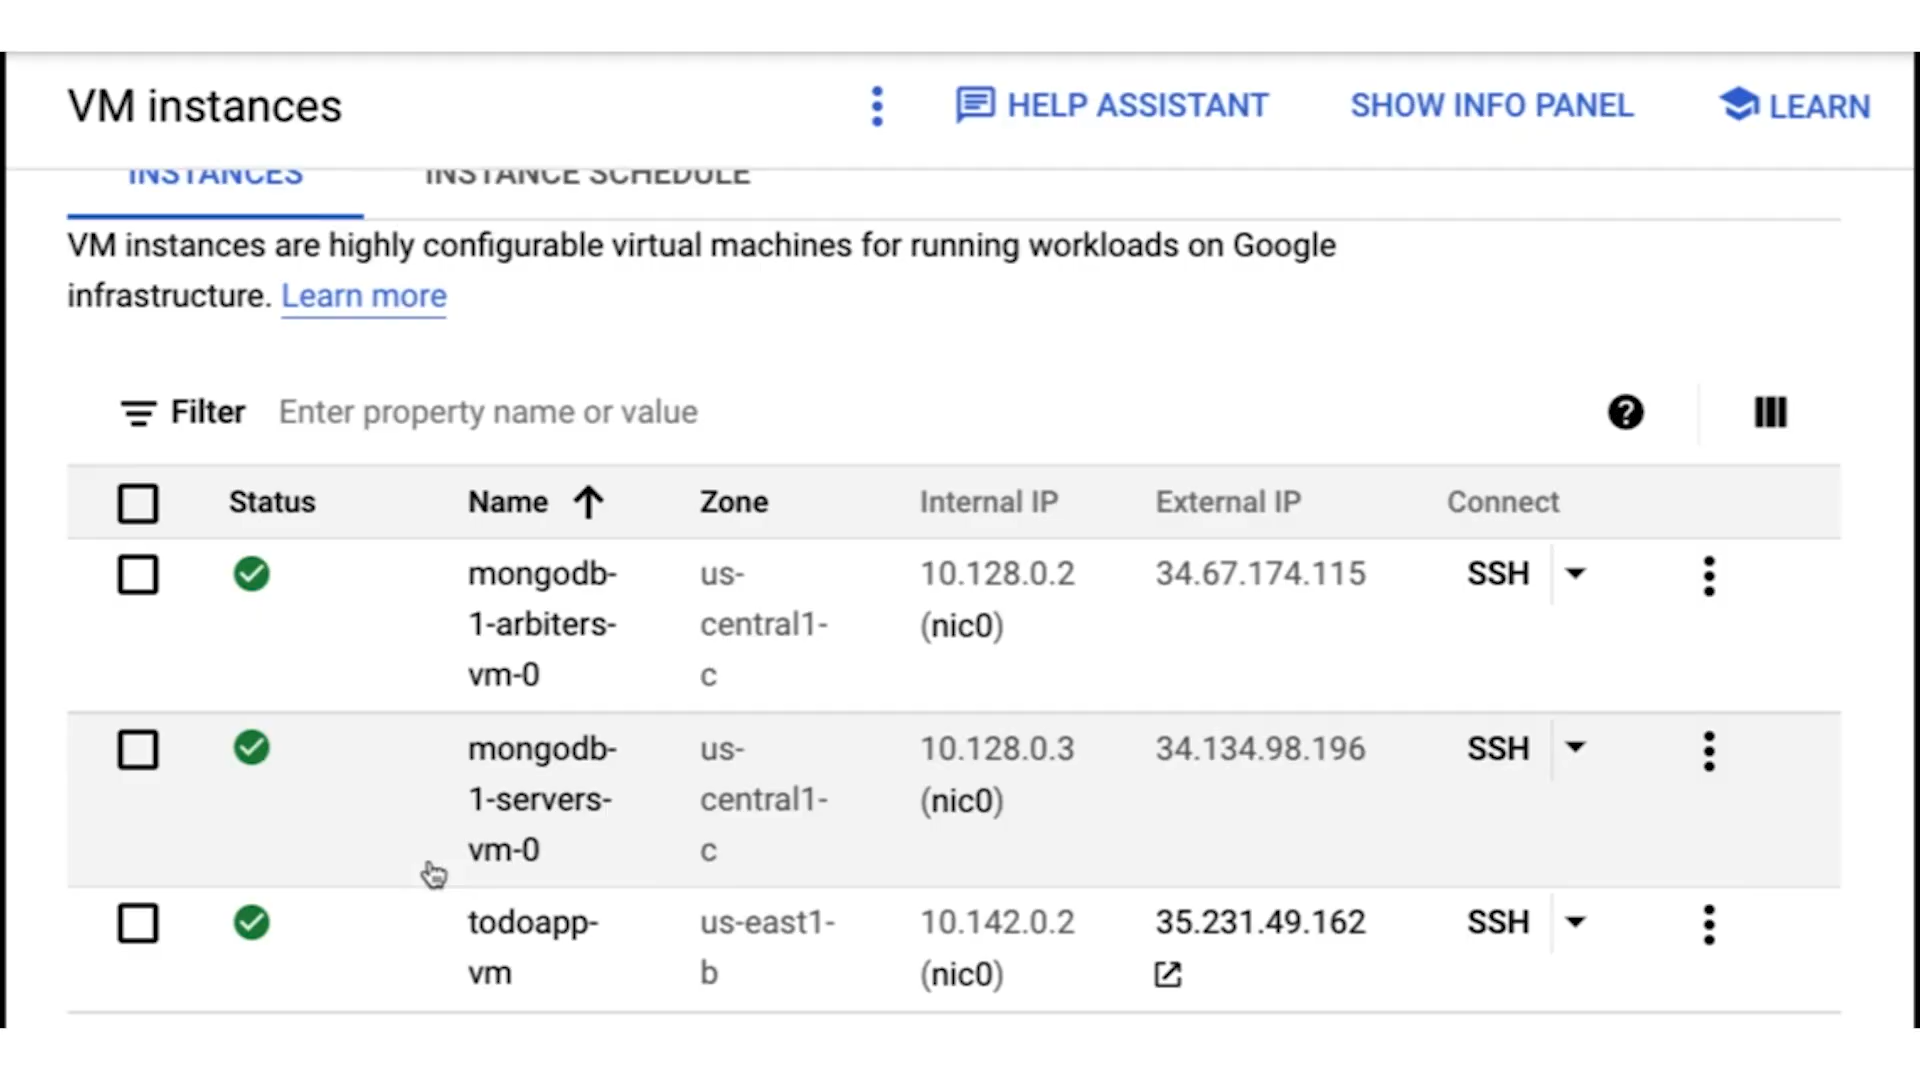 VM instances
HELP ASSISTANT
SHOW INFO PANEL
LEARN
INSTANCES
INSTANCE SCHEDULE
VM instances are highly configurable virtual machines for running workloads on Google
infrastructure. Learn more
Filter Enter property name or value
Status Name Zone Internal IP External IP Connect
mongodb- us- 10.128.0.2 34.67.174.115 SSH
1-arbiters- central1- (nic0)
vm-0 c
mongodb- us- 10.128.0.3 34.134.98.196 SSH
1-servers- central1- (nic0)
vm-0 c
todoapp- us-east1- 10.142.0.2 35.231.49.162 SSH
vm b (nic0)